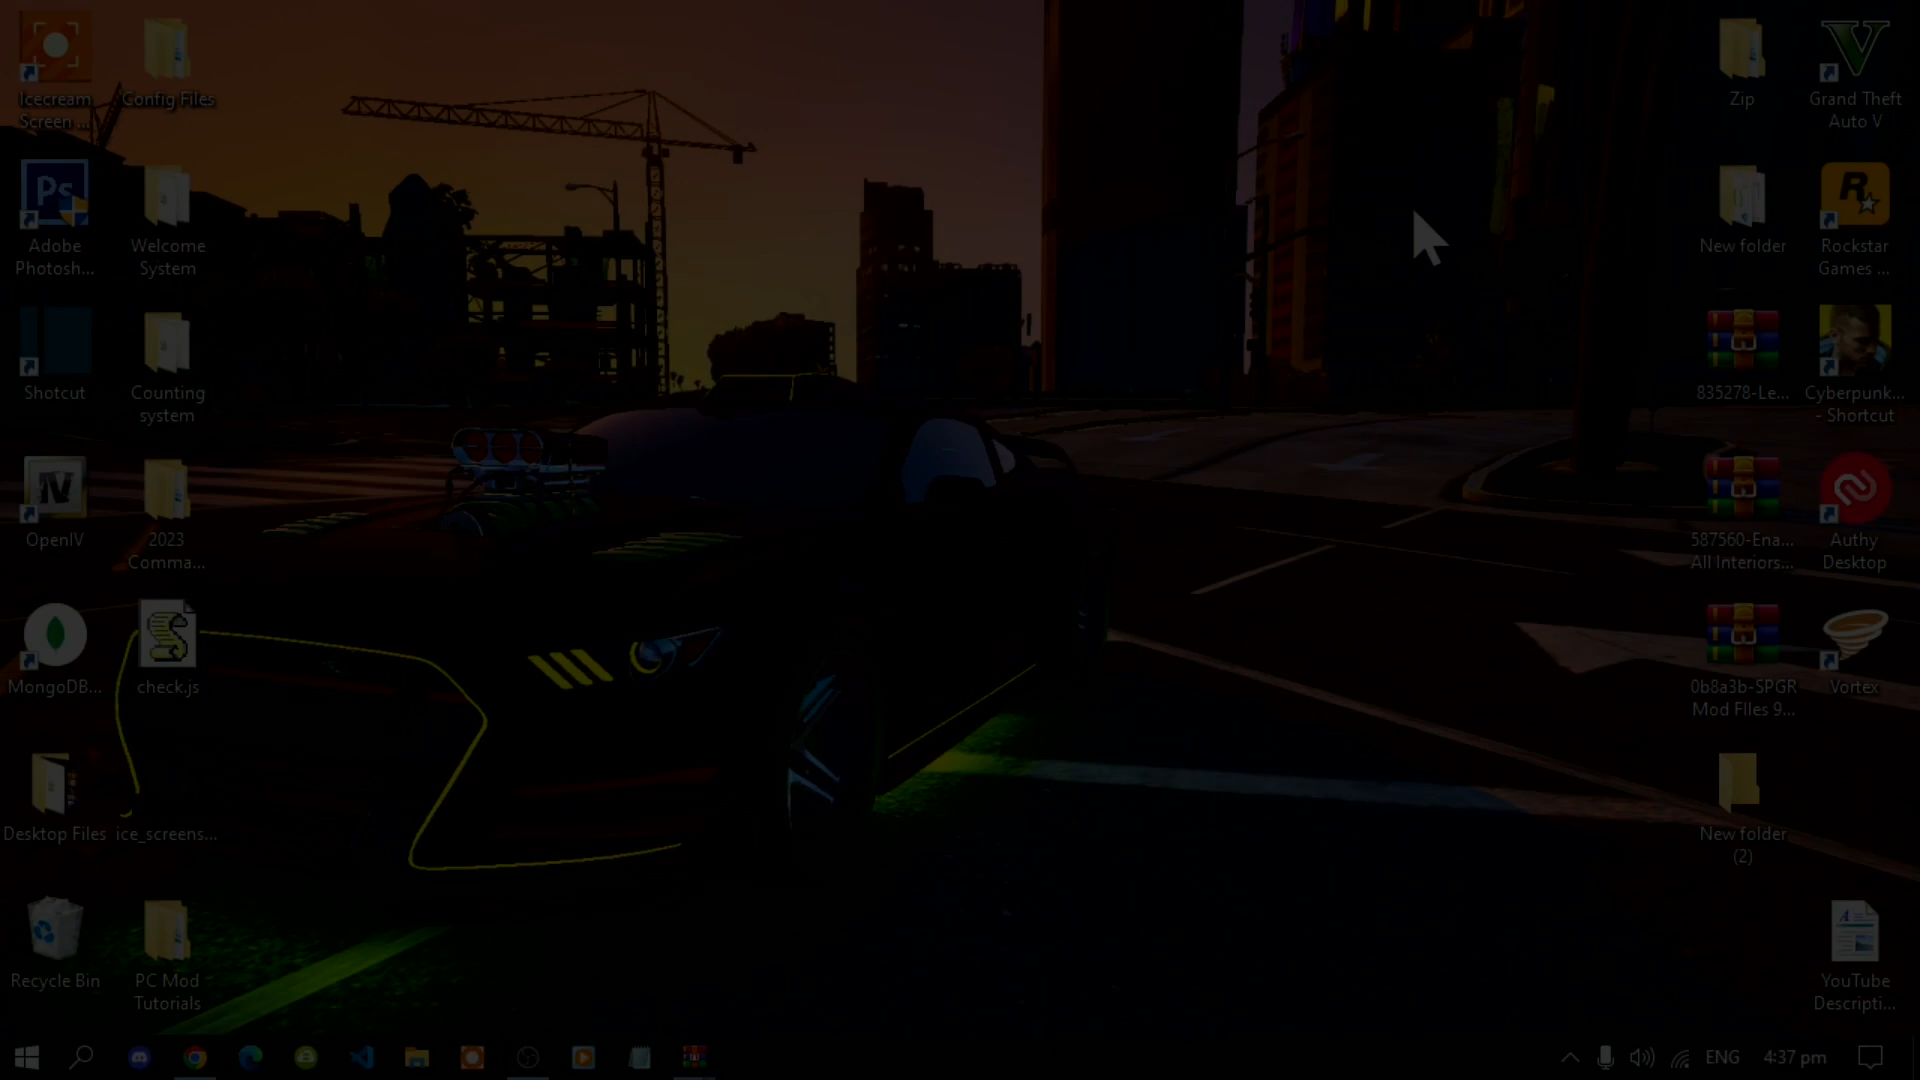 Icecream
Screen ...
Config Files
Zip
Grand Theft
Auto V
Ps
Adobe
Photosh...
Welcome
System
New folder
R
Rockstar
Games ...
Shotcut
Counting
system
835278-Le...
Cyberpunk...
- Shortcut
IV
OpenIV
2023
Comma...
587560-Ena...
All Interiors...
Authy
Desktop
MongoDB...
check.js
0b8a3b-SPGR-
Mod FIles 9...
Vortex
Desktop Files
ice_screens...
New folder
(2)
Recycle Bin
PC Mod
Tutorials
YouTube
Descripti...
ENG
4:37 pm